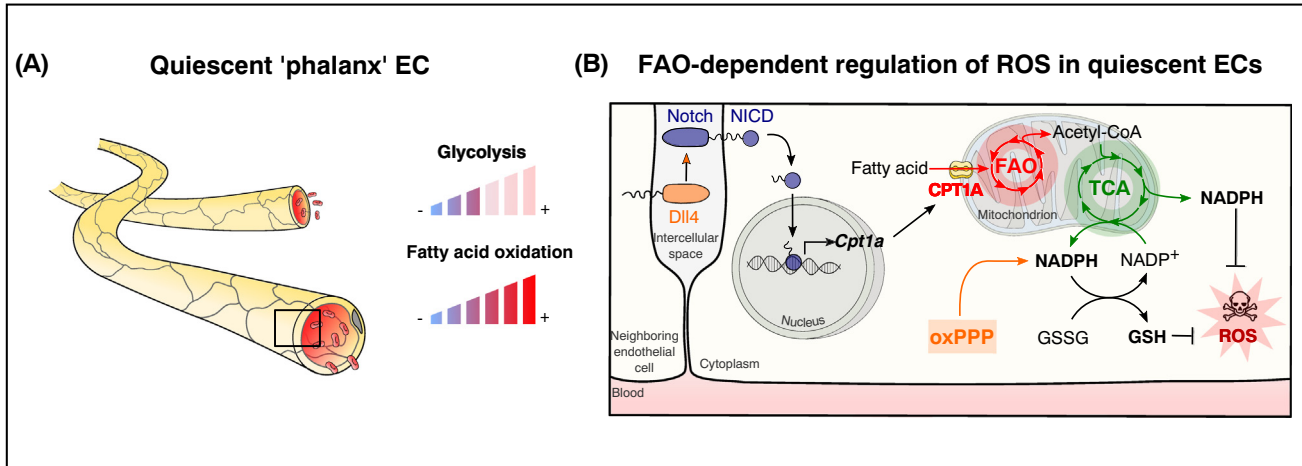 (A)
Quiescent 'phalanx' EC
Glycolysis
- +
Fatty acid oxidation
- +
(B)
FAO-dependent regulation of ROS in quiescent ECs
Notch
NICD
Dll4
Intercellular
space
Neighboring
endothelial
cell
Cytoplasm
Blood
Cpt1a
Nucleus
Fatty acid
CPT1A
FAO
Acetyl-CoA
TCA
Mitochondrion
NADPH
NADPH
NADP+
oxPPP
GSSG
GSH
ROS